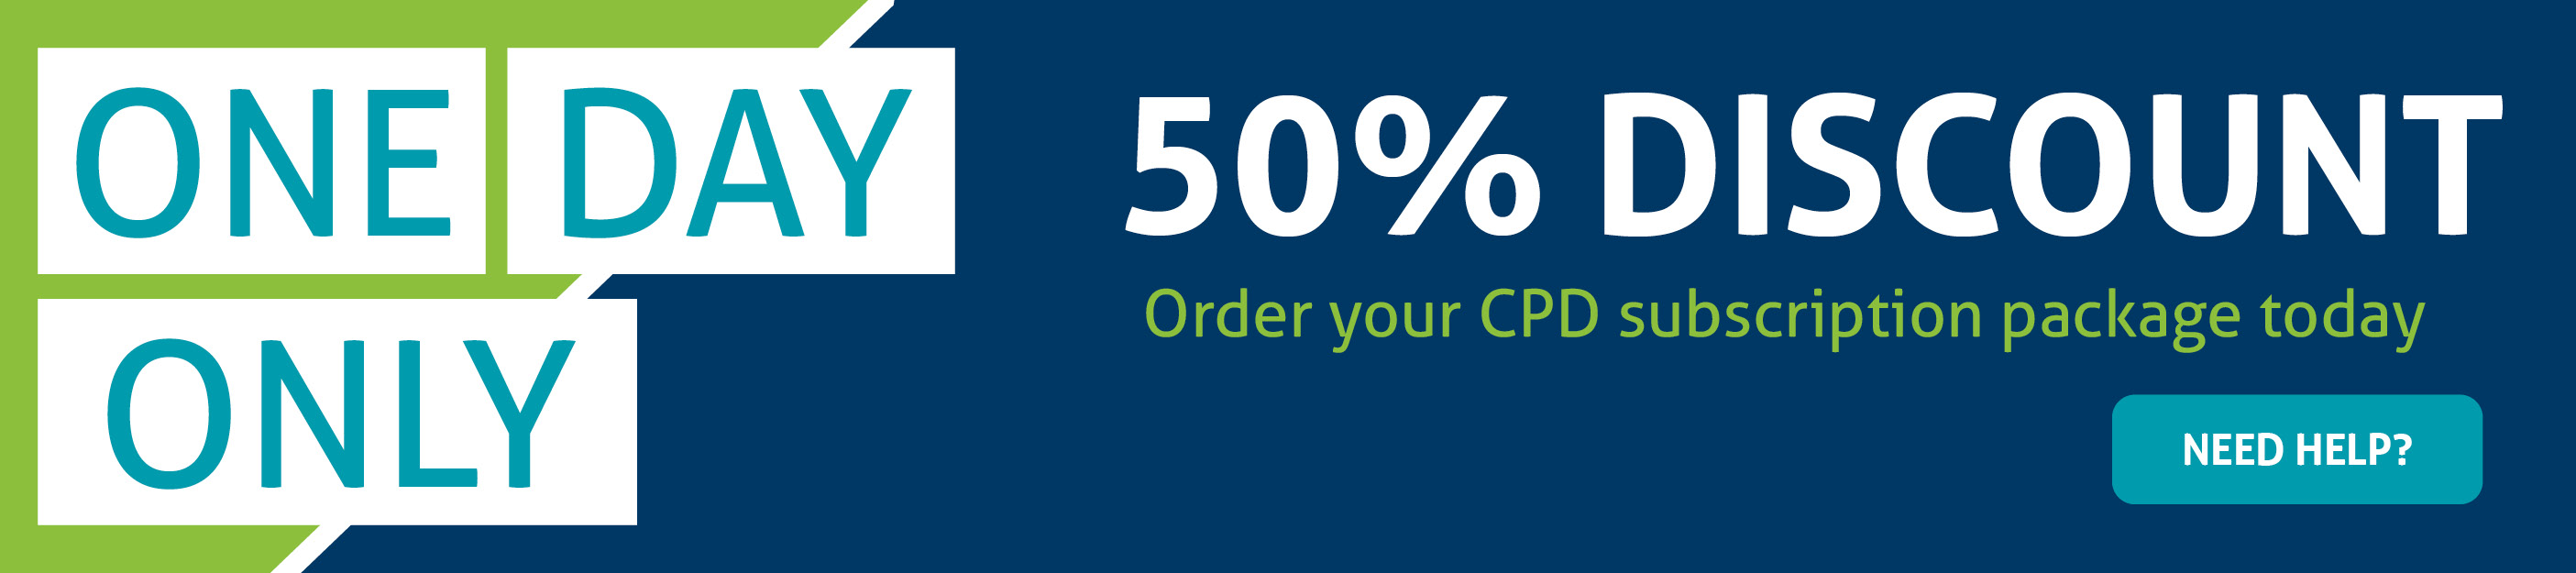 ONE DAY
ONLY
50% DISCOUNT
Order your CPD subscription package today
NEED HELP?